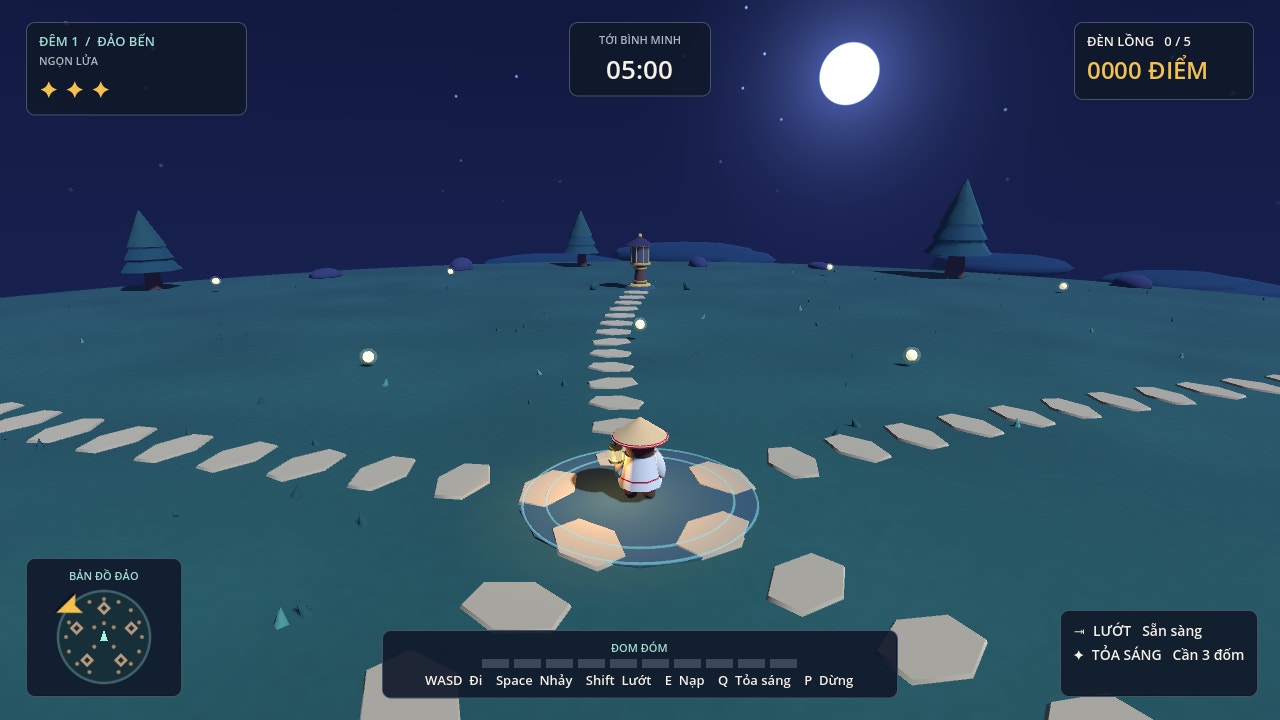 ĐÊM 1 / ĐẢO BẾN
NGỌN LỬA
TỚI BÌNH MINH
05:00
ĐÈN LỒNG 0 / 5
0000 ĐIỂM
BẢN ĐỒ ĐẢO
ĐOM ĐÓM
WASD Đi Space Nhảy Shift Lướt E Nạp Q Tỏa sáng P Dừng
LƯỚT Sẵn sàng
TỎA SÁNG Cần 3 đốm